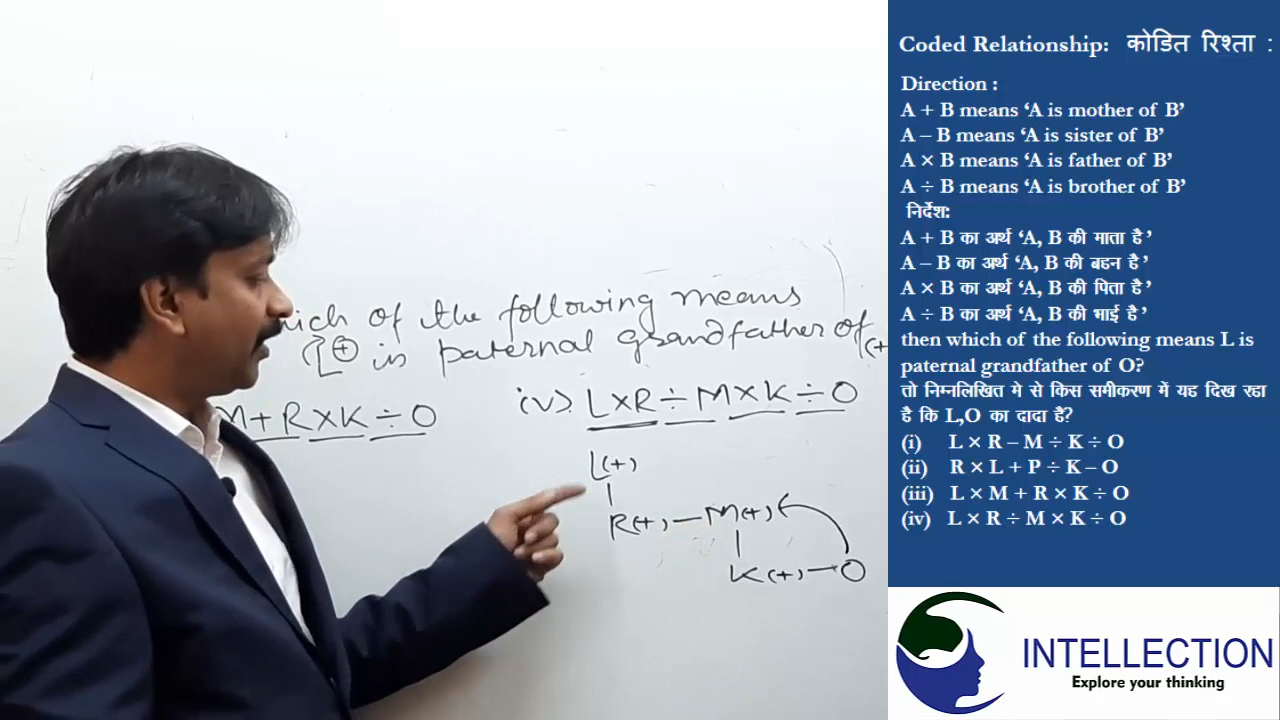 hich of the following means
L(+) is paternal grandfather of
(+
M+R×K÷O
(iv). L×R÷M×K÷O
L(+)
R(+)—M(+)
K(+)—O
Coded Relationship: कोडित रिश्ता :
Direction :
A + B means ‘A is mother of B’
A – B means ‘A is sister of B’
A × B means ‘A is father of B’
A ÷ B means ‘A is brother of B’
निर्देश:
A + B का अर्थ ‘A, B की माता है ’
A – B का अर्थ ‘A, B की बहन है ’
A × B का अर्थ ‘A, B की पिता है ’
A ÷ B का अर्थ ‘A, B की भाई है ’
then which of the following means L is
paternal grandfather of O?
तो निम्नलिखित मे से किस समीकरण में यह दिख रहा
है कि L,O का दादा हैं?
(i) L × R – M ÷ K ÷ O
(ii) R × L + P ÷ K – O
(iii) L × M + R × K ÷ O
(iv) L × R ÷ M × K ÷ O
INTELLECTION
Explore your thinking